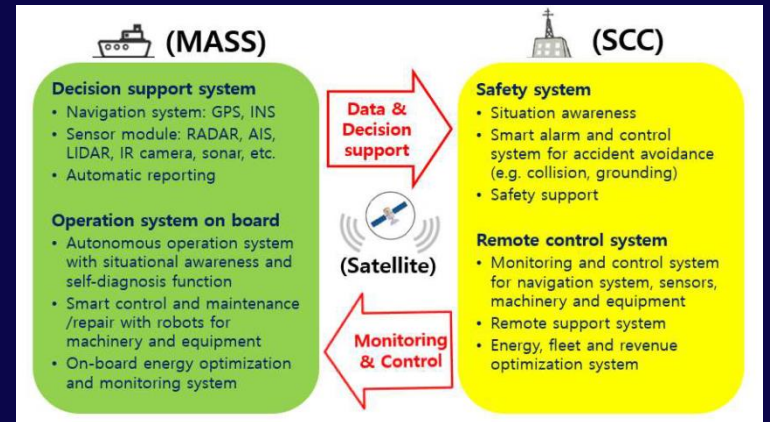 (MASS)
Decision support system
• Navigation system: GPS, INS
• Sensor module: RADAR, AIS,
LIDAR, IR camera, sonar, etc.
• Automatic reporting
Operation system on board
• Autonomous operation system
with situational awareness and
self-diagnosis function
• Smart control and maintenance
/repair with robots for
machinery and equipment
• On-board energy optimization
and monitoring system
Data &
Decision
support
(Satellite)
Monitoring
& Control
(SCC)
Safety system
• Situation awareness
• Smart alarm and control
system for accident avoidance
(e.g. collision, grounding)
• Safety support
Remote control system
• Monitoring and control system
for navigation system, sensors,
machinery and equipment
• Remote support system
• Energy, fleet and revenue
optimization system